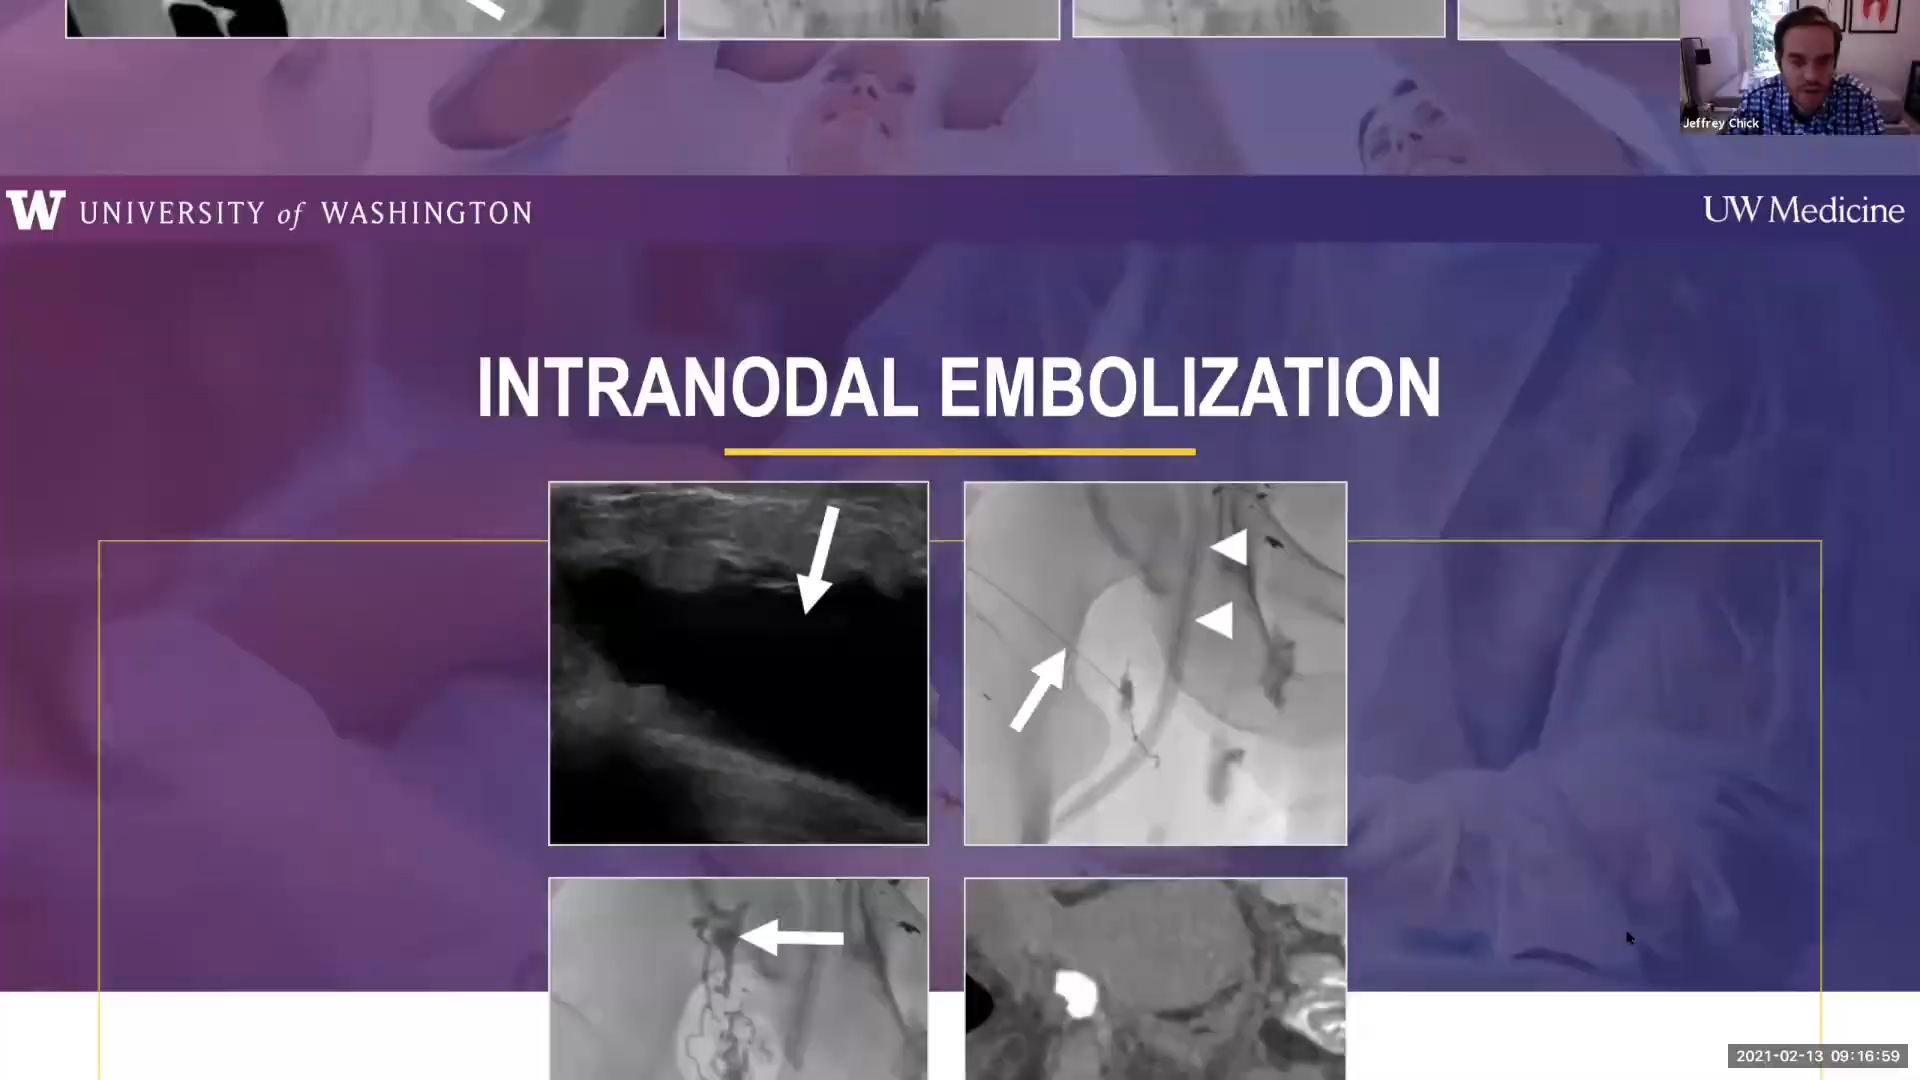 Jeffrey Chick
W UNIVERSITY of WASHINGTON
UW Medicine
INTRANODAL EMBOLIZATION
2021-02-13 09:16:59